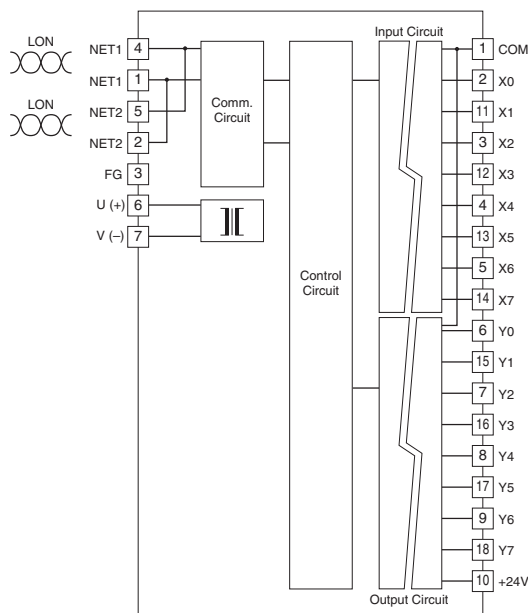 LON
LON
NET1 4
NET1 1
NET2 5
NET2 2
FG 3
U (+) 6
V (–) 7
Comm.
Circuit
Control
Circuit
Input Circuit
1 COM
2 X0
11 X1
3 X2
12 X3
4 X4
13 X5
5 X6
14 X7
6 Y0
15 Y1
7 Y2
16 Y3
8 Y4
17 Y5
9 Y6
18 Y7
10 +24V
Output Circuit